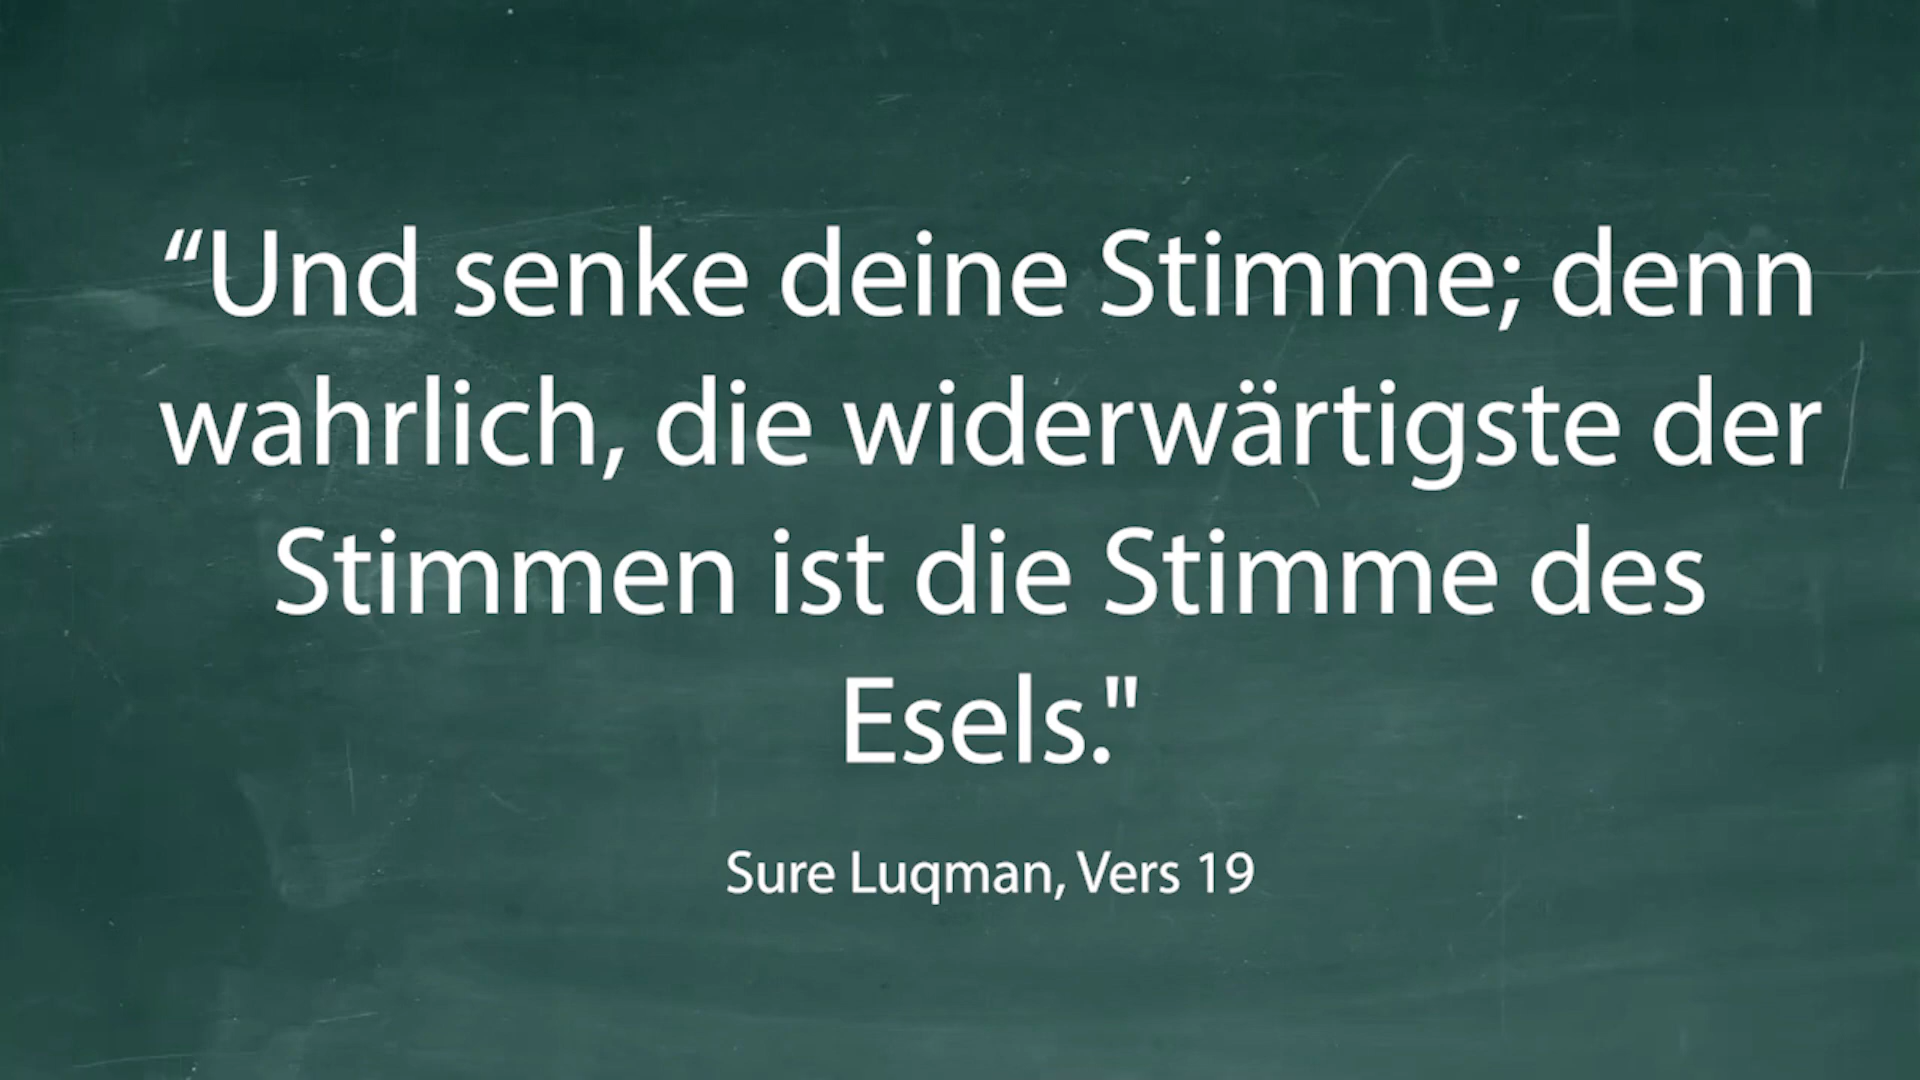 “Und senke deine Stimme; denn
wahrlich, die widerwärtigste der
Stimmen ist die Stimme des
Esels."
Sure Luqman, Vers 19